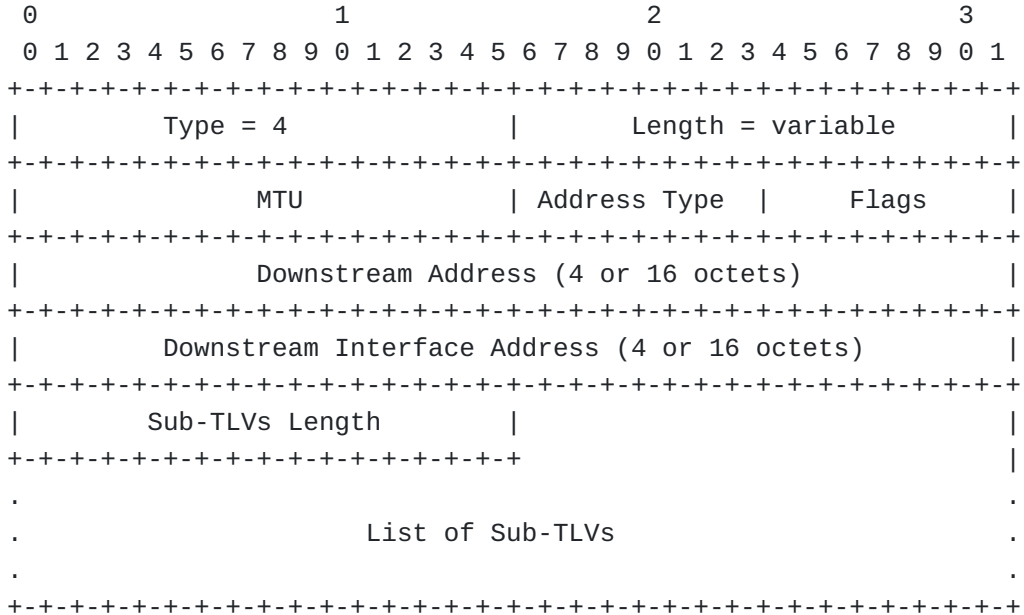 0                   1                   2                   3
 0 1 2 3 4 5 6 7 8 9 0 1 2 3 4 5 6 7 8 9 0 1 2 3 4 5 6 7 8 9 0 1
+-+-+-+-+-+-+-+-+-+-+-+-+-+-+-+-+-+-+-+-+-+-+-+-+-+-+-+-+-+-+-+-+
|         Type = 4              |       Length = variable       |
+-+-+-+-+-+-+-+-+-+-+-+-+-+-+-+-+-+-+-+-+-+-+-+-+-+-+-+-+-+-+-+-+
|               MTU             | Address Type  |     Flags     |
+-+-+-+-+-+-+-+-+-+-+-+-+-+-+-+-+-+-+-+-+-+-+-+-+-+-+-+-+-+-+-+-+
|               Downstream Address (4 or 16 octets)             |
+-+-+-+-+-+-+-+-+-+-+-+-+-+-+-+-+-+-+-+-+-+-+-+-+-+-+-+-+-+-+-+-+
|         Downstream Interface Address (4 or 16 octets)         |
+-+-+-+-+-+-+-+-+-+-+-+-+-+-+-+-+-+-+-+-+-+-+-+-+-+-+-+-+-+-+-+-+
|        Sub-TLVs Length        |                               |
+-+-+-+-+-+-+-+-+-+-+-+-+-+-+-+-+                               |
.                                                               .
.                      List of Sub-TLVs                         .
.                                                               .
+-+-+-+-+-+-+-+-+-+-+-+-+-+-+-+-+-+-+-+-+-+-+-+-+-+-+-+-+-+-+-+-+